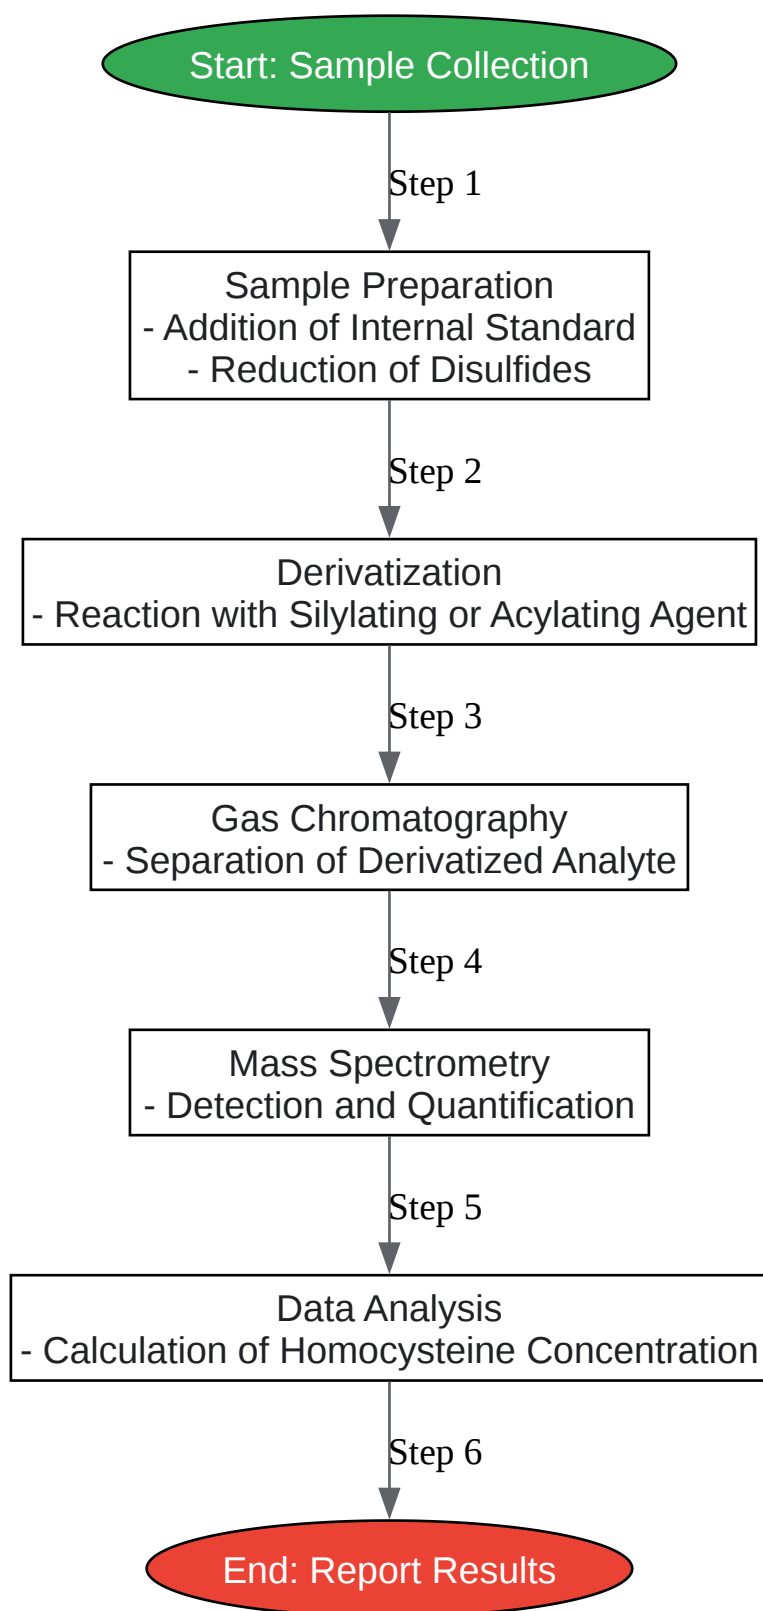 Start: Sample Collection
Step 1
Sample Preparation
- Addition of Internal Standard
- Reduction of Disulfides
Step 2
Derivatization
- Reaction with Silylating or Acylating Agent
Step 3
Gas Chromatography
- Separation of Derivatized Analyte
Step 4
Mass Spectrometry
- Detection and Quantification
Step 5
Data Analysis
- Calculation of Homocysteine Concentration
Step 6
End: Report Results